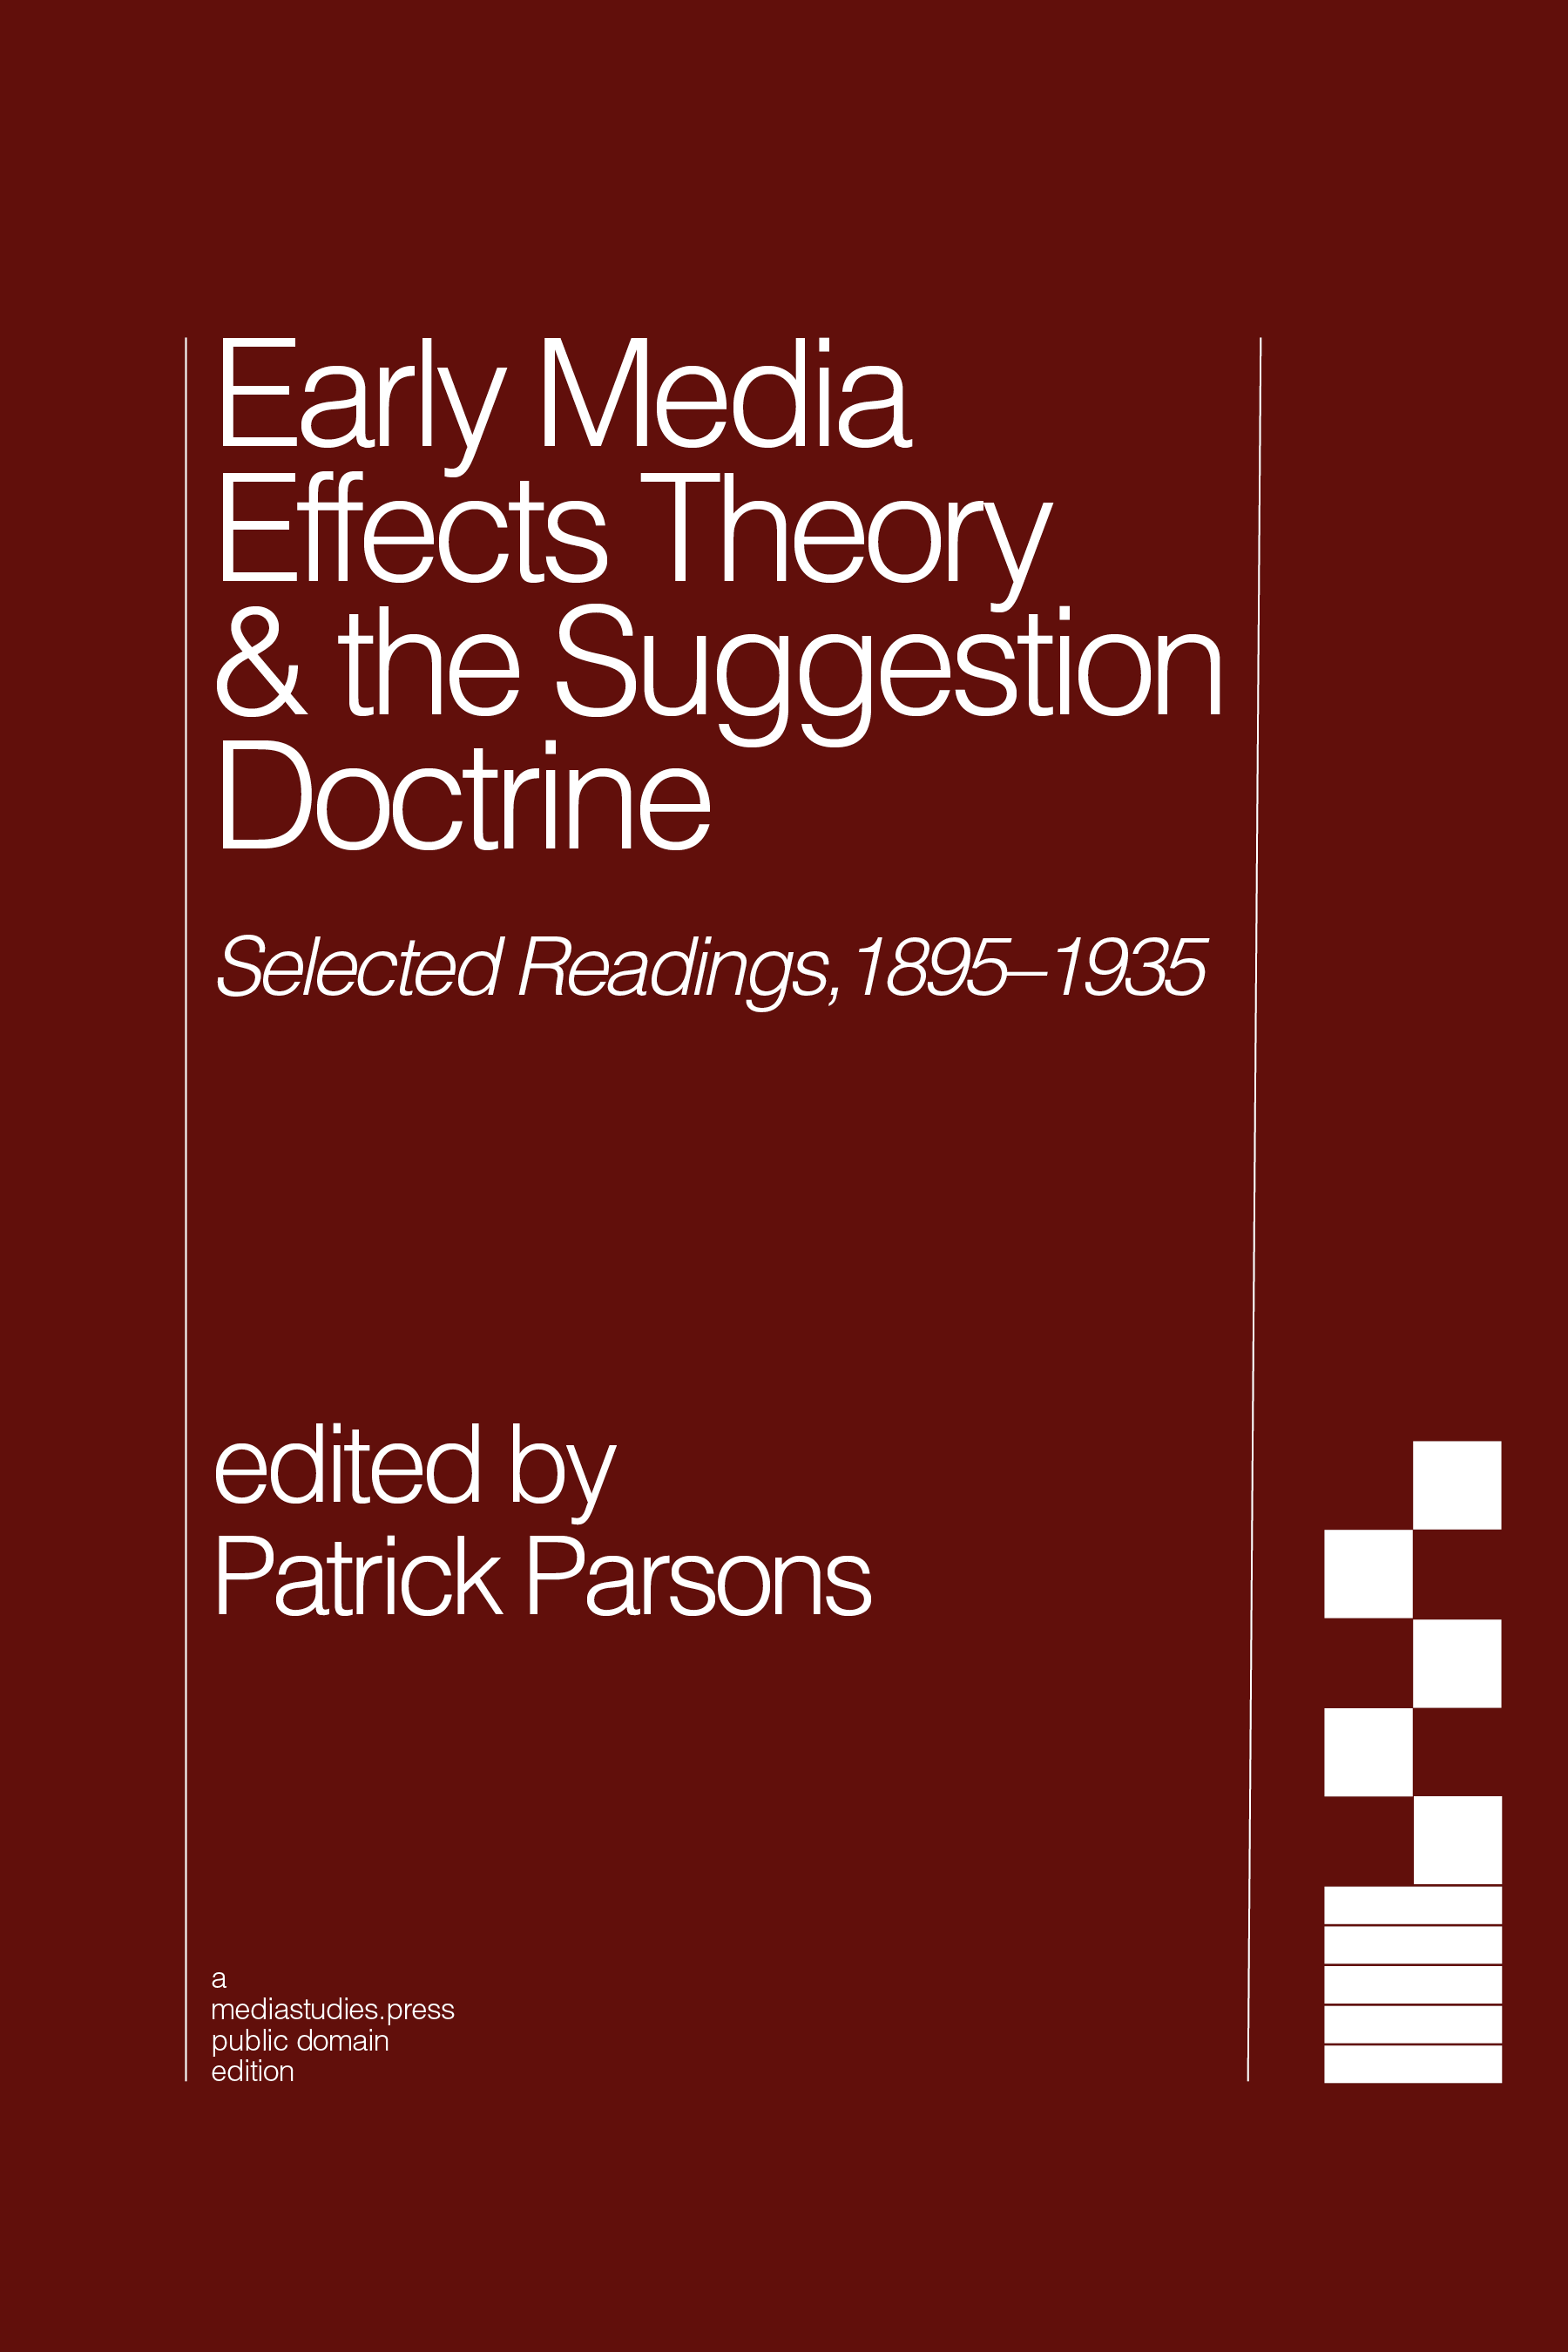 Early Media
Effects Theory
& the Suggestion
Doctrine
Selected Readings, 1895–1935
edited by
Patrick Parsons
a
mediastudies.press
public domain
edition